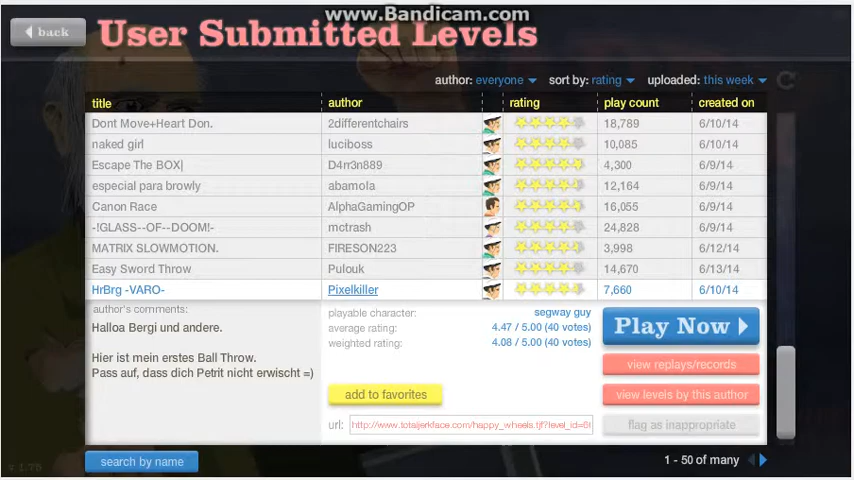 www.Bandicam.com
back
User Submitted Levels
author: everyone sort by: rating uploaded: this week
title author rating play count created on
Dont Move+Heart Don. 2differentchairs 18,789 6/10/14
naked girl luciboss 10,085 6/10/14
Escape The BOX| D4rr3n889 4,300 6/9/14
especial para browly abamola 12,164 6/9/14
Canon Race AlphaGamingOP 16,055 6/9/14
-!GLASS--OF--DOOM!- mctrash 24,828 6/9/14
MATRIX SLOWMOTION. FIRESON223 3,998 6/12/14
Easy Sword Throw Pulouk 14,670 6/13/14
HrBrg -VARO- Pixelkiller 7,660 6/10/14
author's comments:
Halloa Bergi und andere.
Hier ist mein erstes Ball Throw.
Pass auf, dass dich Petrit nicht erwischt =)
playable character: segway guy
average rating: 4.47 / 5.00 (40 votes)
weighted rating: 4.08 / 5.00 (40 votes)
add to favorites
url: http://www.totaljerkface.com/happy_wheels.tjf?level_id=6
Play Now
view replays/records
view levels by this author
flag as inappropriate
v 1.75
search by name
1 - 50 of many